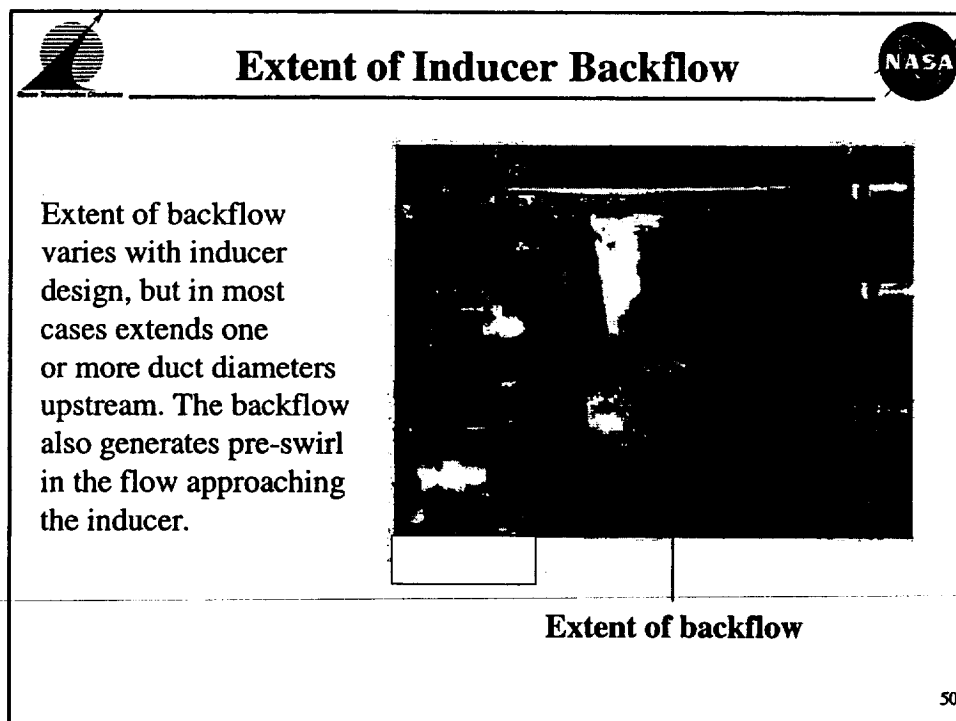 Extent of Inducer Backflow
NASA
Extent of backflow
varies with inducer
design, but in most
cases extends one
or more duct diameters
upstream. The backflow
also generates pre-swirl
in the flow approaching
the inducer.
Extent of backflow
50